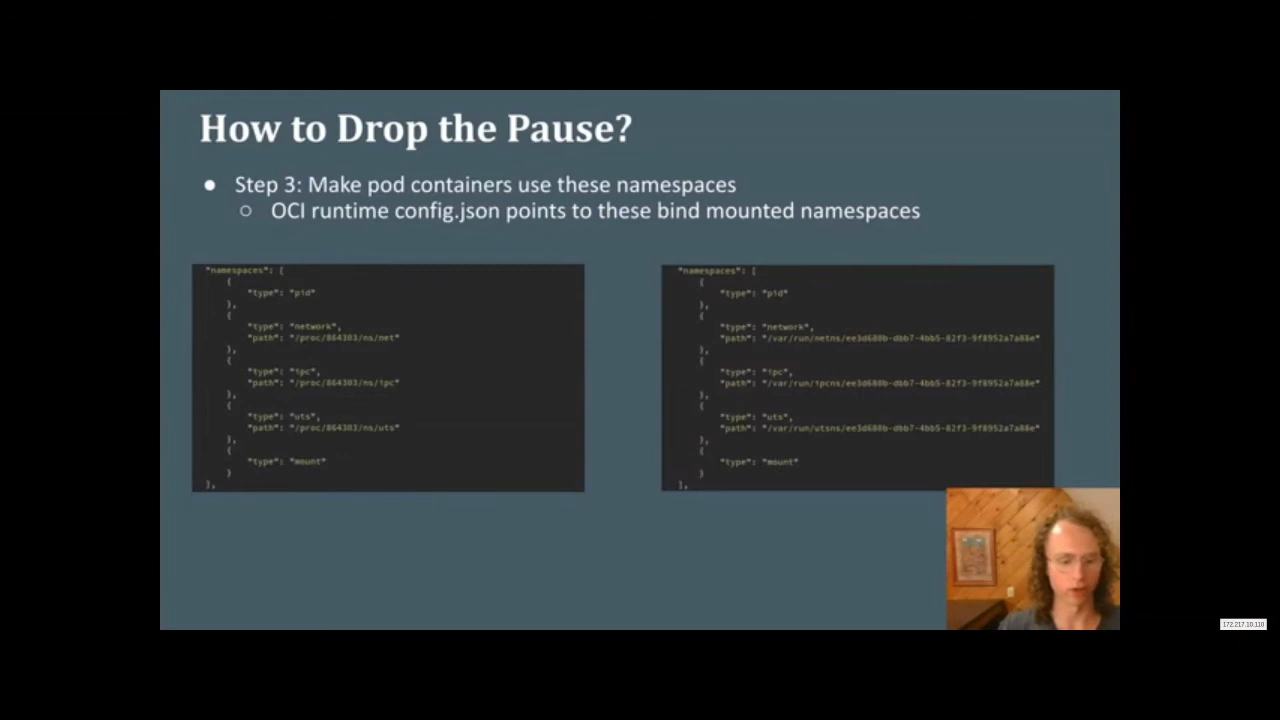 How to Drop the Pause?
● Step 3: Make pod containers use these namespaces
○ OCI runtime config.json points to these bind mounted namespaces
"namespaces": [
{
"type": "pid"
},
{
"type": "network",
"path": "/proc/864303/ns/net"
},
{
"type": "ipc",
"path": "/proc/864303/ns/ipc"
},
{
"type": "uts",
"path": "/proc/864303/ns/uts"
},
{
"type": "mount"
}
],
"namespaces": [
{
"type": "pid"
},
{
"type": "network",
"path": "/var/run/netns/ee3d680b-dbb7-4bb5-82f3-9f8952a7a88e"
},
{
"type": "ipc",
"path": "/var/run/ipcns/ee3d680b-dbb7-4bb5-82f3-9f8952a7a88e"
},
{
"type": "uts",
"path": "/var/run/utsns/ee3d680b-dbb7-4bb5-82f3-9f8952a7a88e"
},
{
"type": "mount"
}
],
172.217.10.110